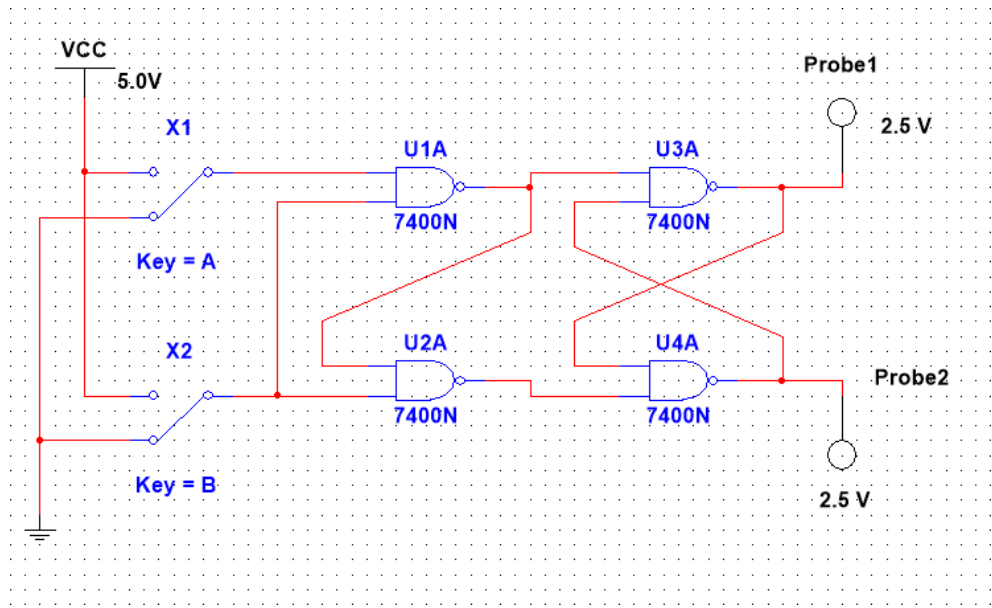 VCC
5.0V
Probe1
2.5 V
X1
U1A
U3A
7400N
7400N
Key = A
X2
U2A
U4A
Probe2
7400N
7400N
Key = B
2.5 V